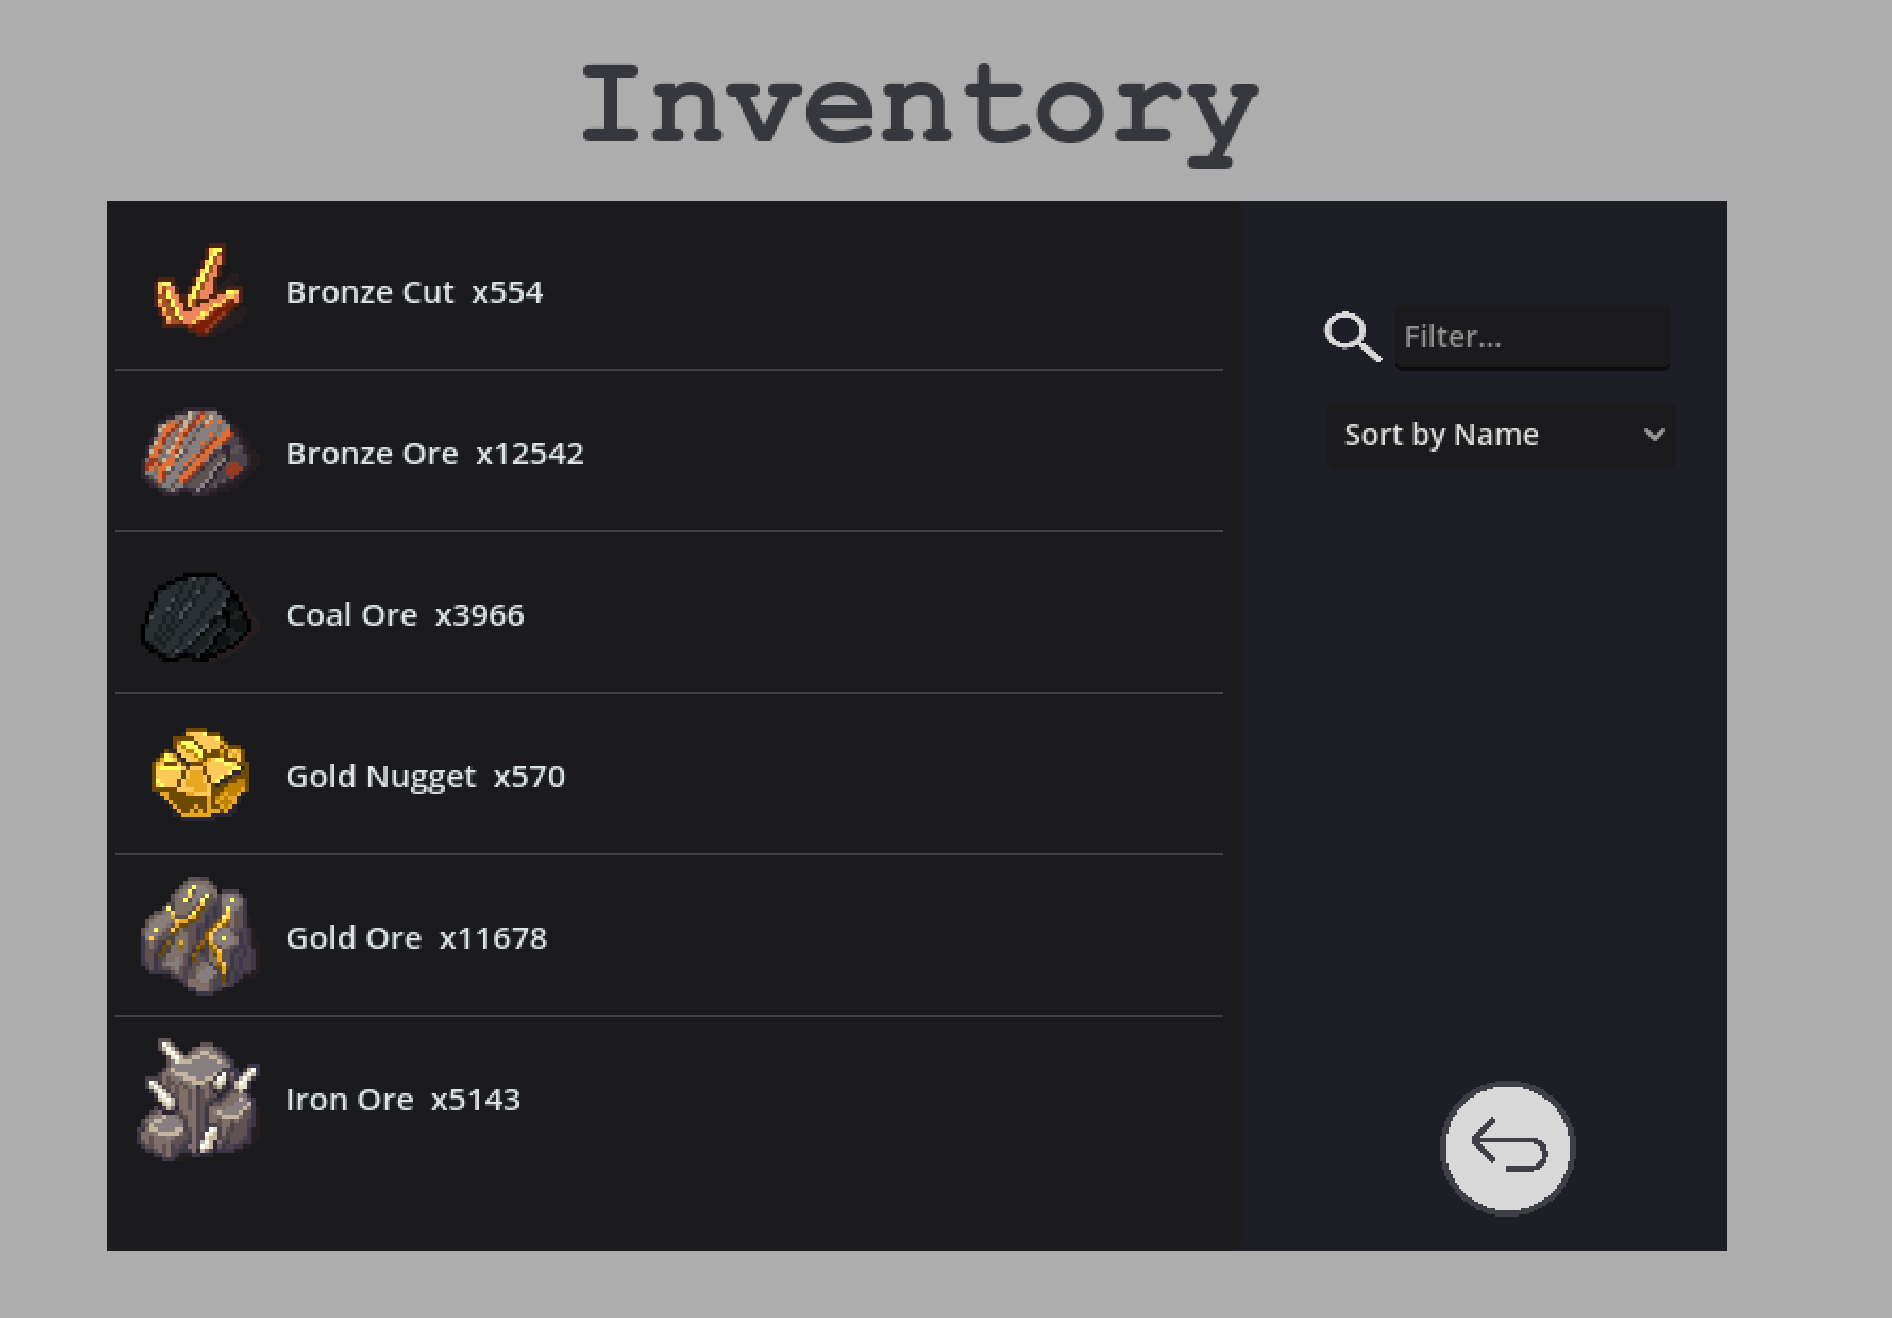 Inventory
Bronze Cut x554
Bronze Ore x12542
Coal Ore x3966
Gold Nugget x570
Gold Ore x11678
Iron Ore x5143
Filter...
Sort by Name